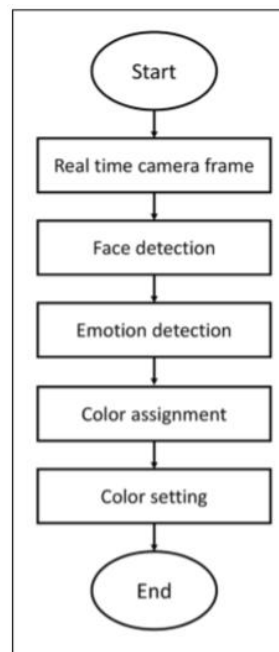 Start
Real time camera frame
Face detection
Emotion detection
Color assignment
Color setting
End